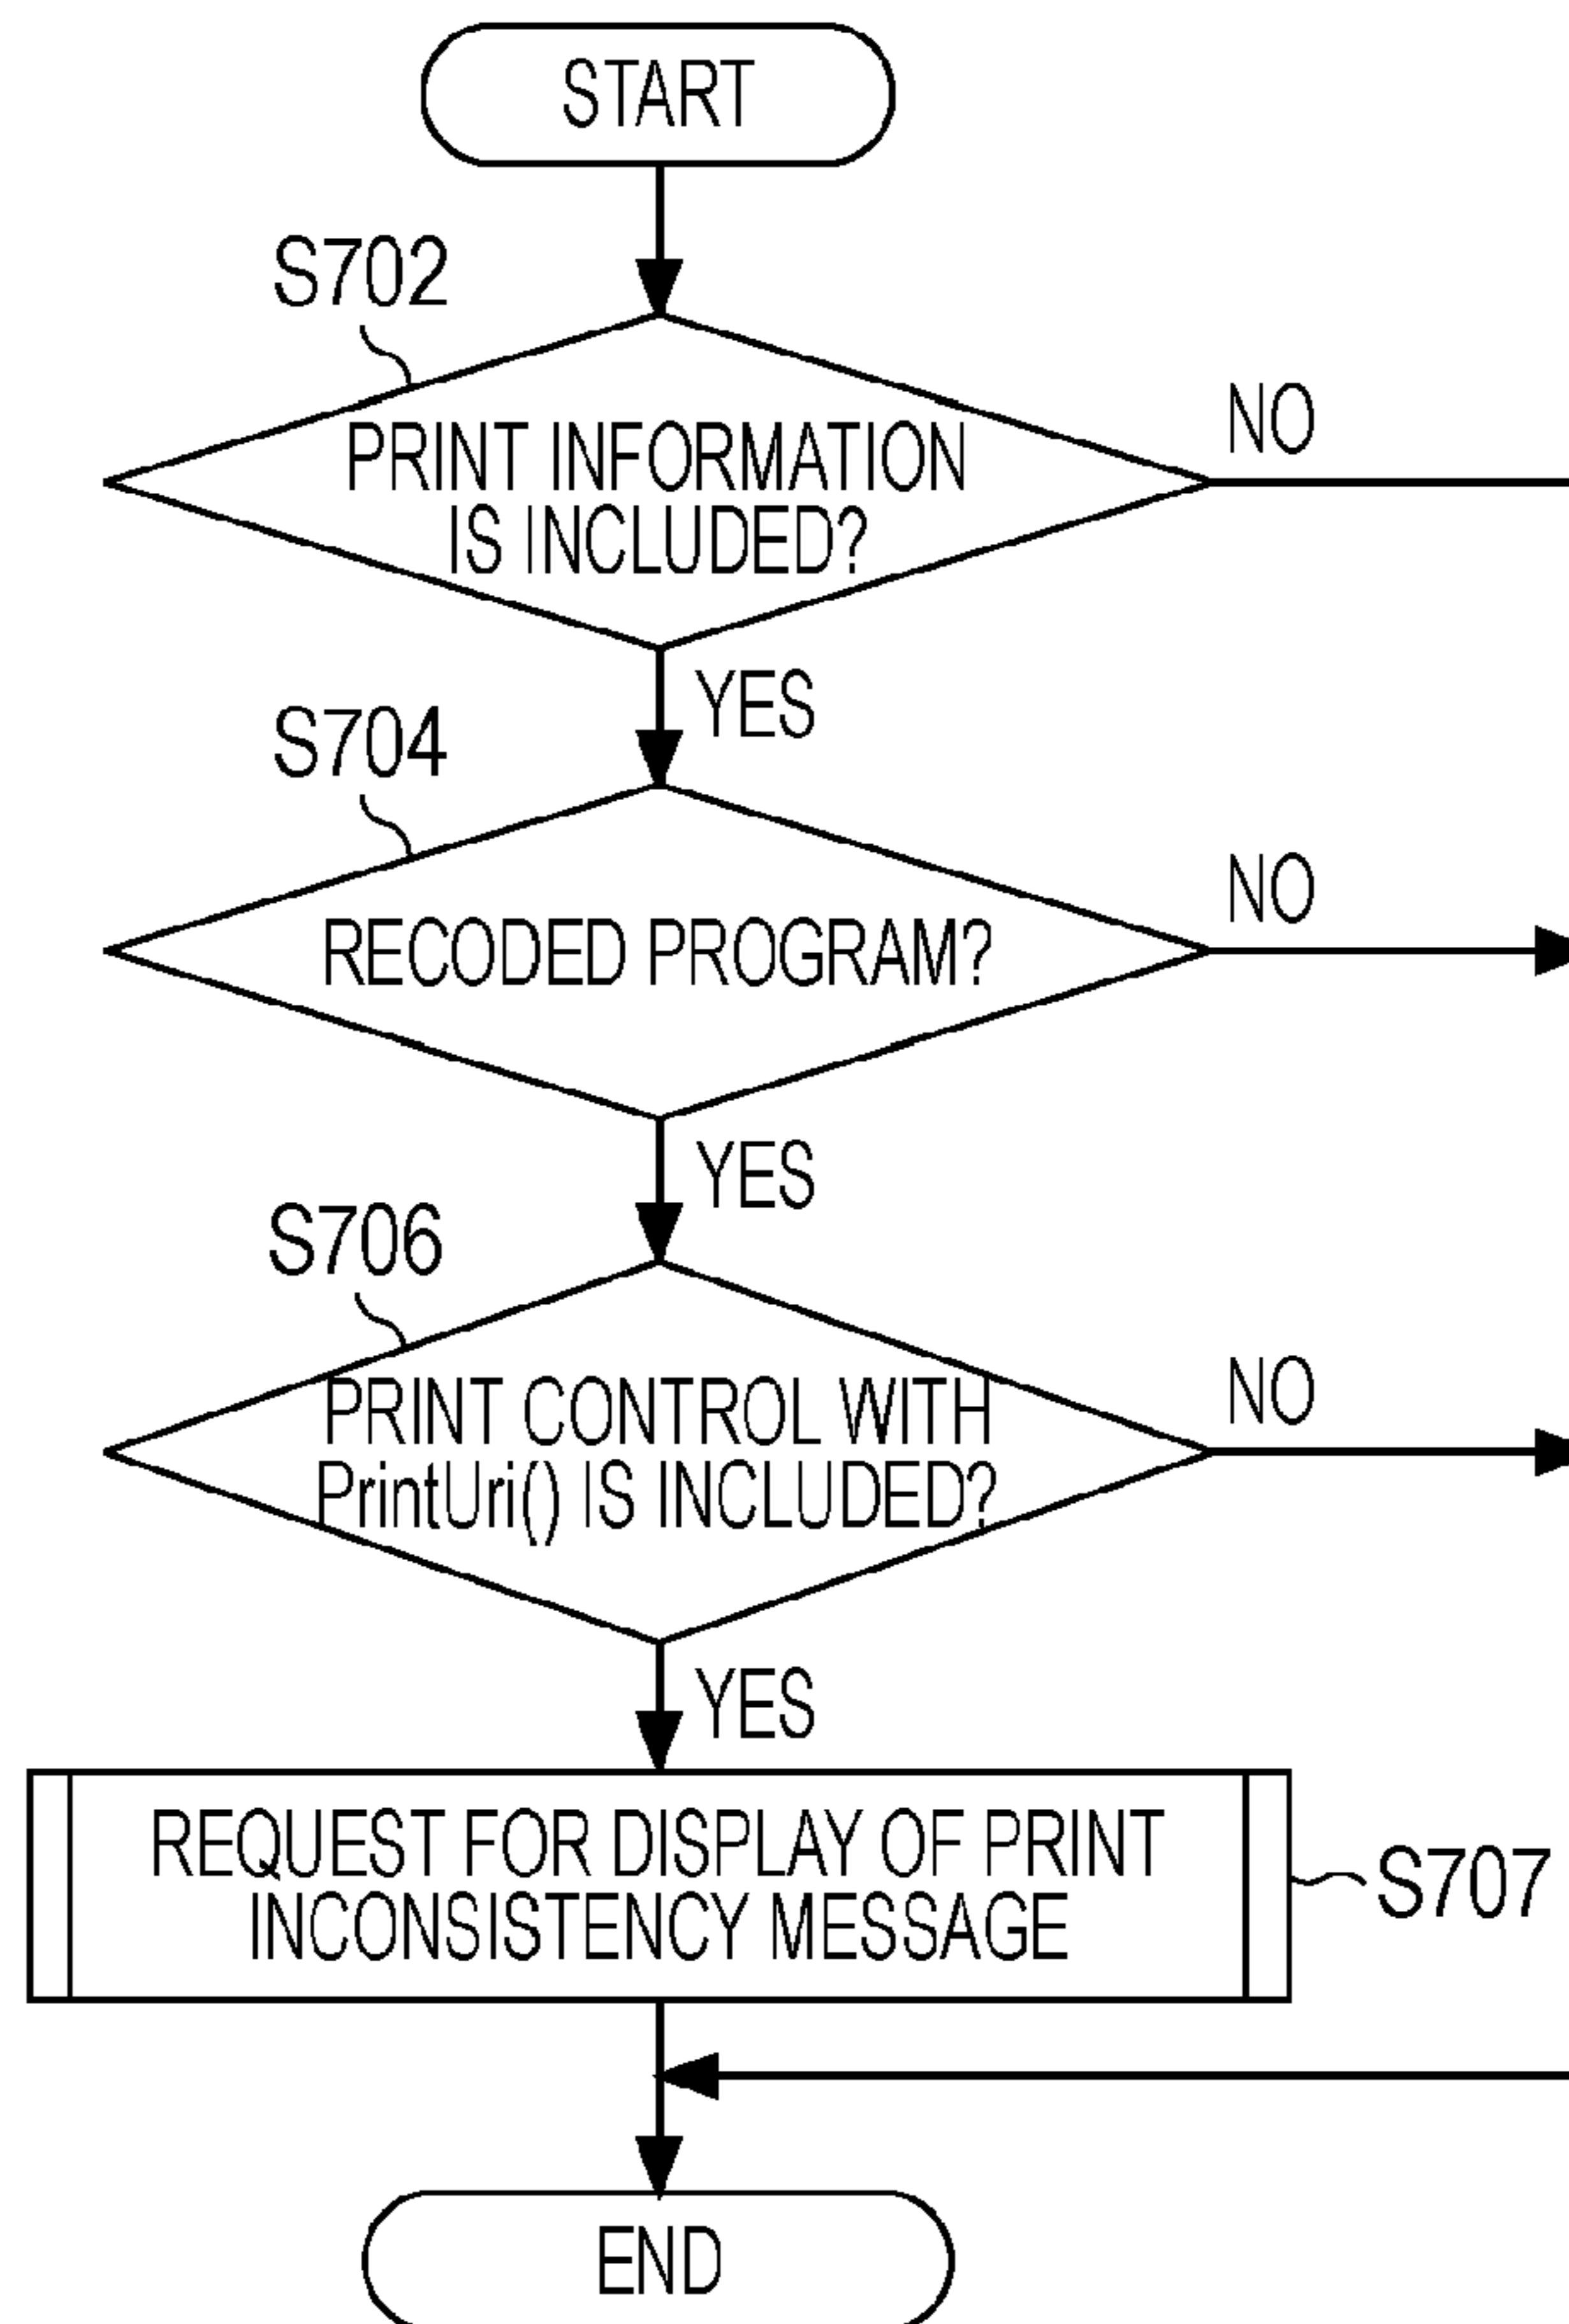 START
S702
NO
PRINT INFORMATION
IS INCLUDED?
YES
S704
NO
RECODED PROGRAM?
YES
S706
NO
PRINT CONTROL WITH
PrintUri() IS INCLUDED?
YES
REQUEST FOR DISPLAY OF PRINT
INCONSISTENCY MESSAGE
S707
END